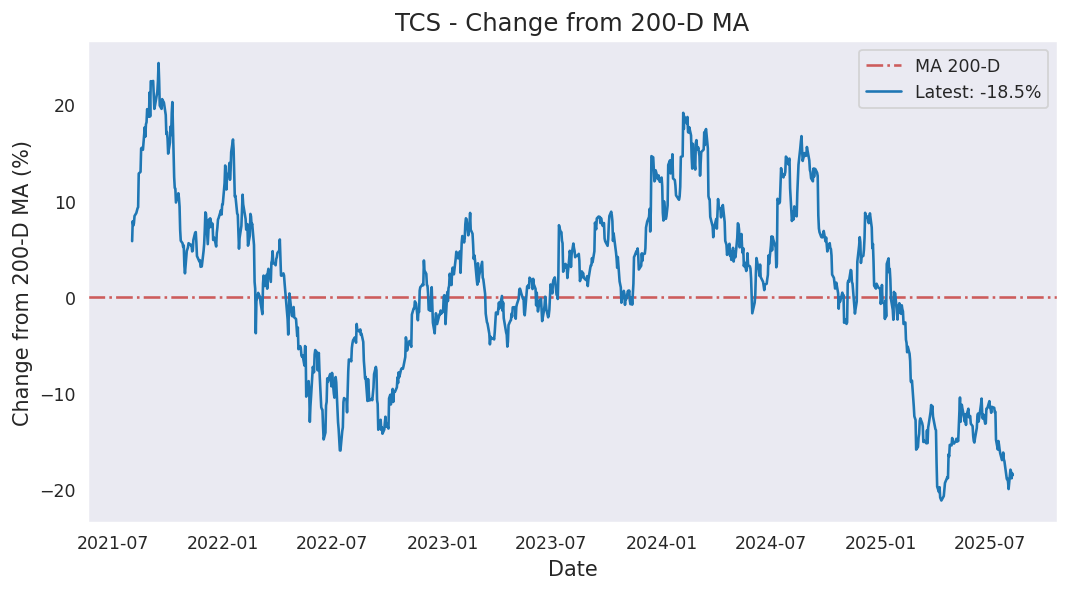 TCS - Change from 200-D MA
MA 200-D
Latest: -18.5%
Change from 200-D MA (%)
20
10
0
−10
−20
2021-07 2022-01 2022-07 2023-01 2023-07 2024-01 2024-07 2025-01 2025-07
Date